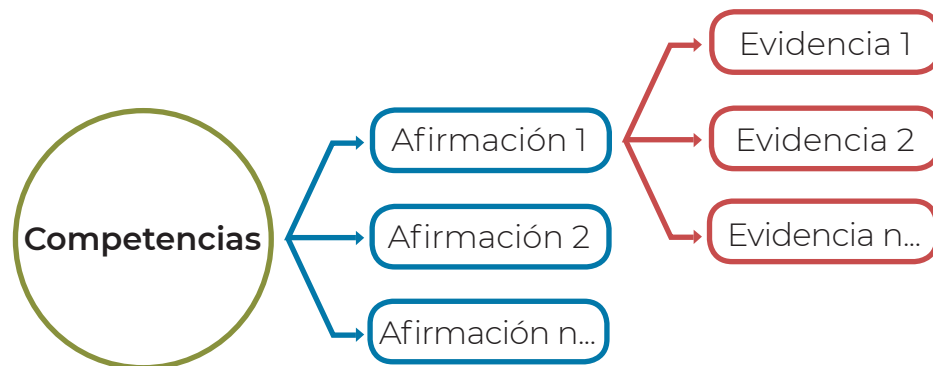 Competencias
Afirmación 1
Afirmación 2
Afirmación n...
Evidencia 1
Evidencia 2
Evidencia n...